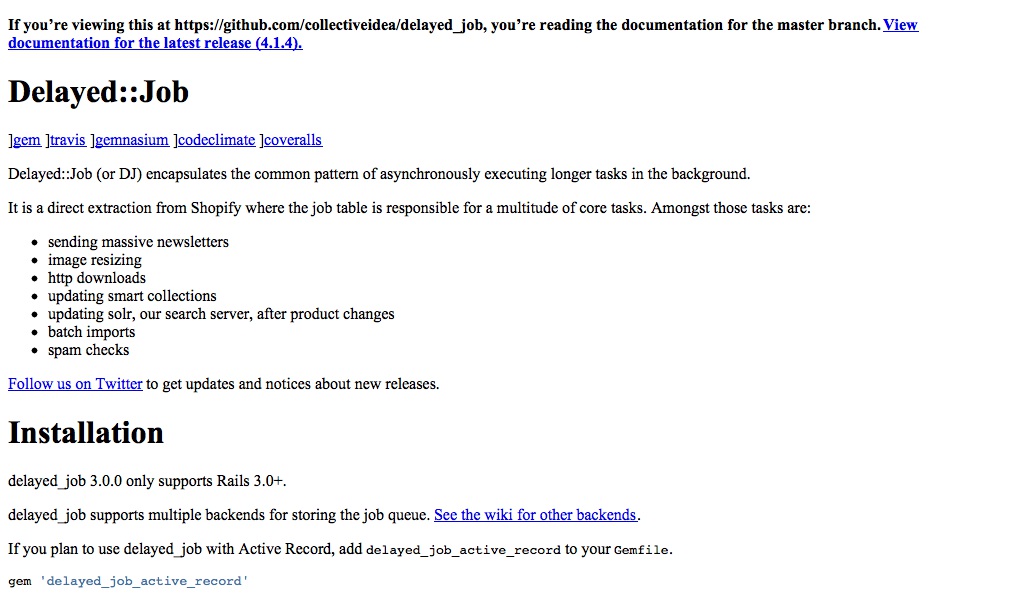 If you’re viewing this at https://github.com/collectiveidea/delayed_job, you’re reading the documentation for the master branch. View
documentation for the latest release (4.1.4).
Delayed::Job
]gem ]travis ]gemnasium ]codeclimate ]coveralls
Delayed::Job (or DJ) encapsulates the common pattern of asynchronously executing longer tasks in the background.
It is a direct extraction from Shopify where the job table is responsible for a multitude of core tasks. Amongst those tasks are:
• sending massive newsletters
• image resizing
• http downloads
• updating smart collections
• updating solr, our search server, after product changes
• batch imports
• spam checks
Follow us on Twitter to get updates and notices about new releases.
Installation
delayed_job 3.0.0 only supports Rails 3.0+.
delayed_job supports multiple backends for storing the job queue. See the wiki for other backends.
If you plan to use delayed_job with Active Record, add delayed_job_active_record to your Gemfile.
gem 'delayed_job_active_record'